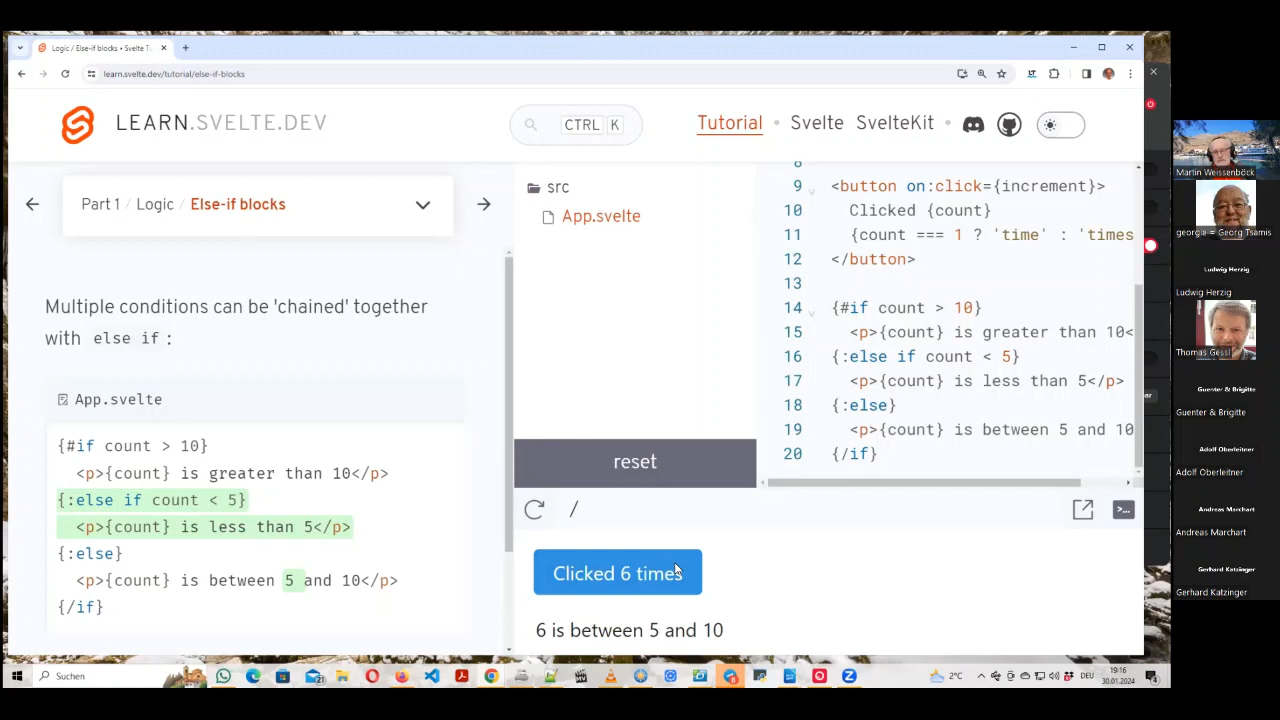 Logic / Else-if blocks • Svelte T
learn.svelte.dev/tutorial/else-if-blocks
LEARN.SVELTE.DEV
CTRL K
Tutorial • Svelte SvelteKit •
Part 1 / Logic / Else-if blocks
Multiple conditions can be 'chained' together
with else if :
App.svelte
{#if count > 10}
<p>{count} is greater than 10</p>
{:else if count < 5}
<p>{count} is less than 5</p>
{:else}
<p>{count} is between 5 and 10</p>
{/if}
src
App.svelte
reset
8
9 <button on:click={increment}>
10 Clicked {count}
11 {count === 1 ? 'time' : 'times
12 </button>
13
14 {#if count > 10}
15 <p>{count} is greater than 10<
16 {:else if count < 5}
17 <p>{count} is less than 5</p>
18 {:else}
19 <p>{count} is between 5 and 10
20 {/if}
/
Clicked 6 times
6 is between 5 and 10
Suchen
2°C
DEU
19:16
30.01.2024
Martin Weissenböck
georgie = Georg Tsamis
Ludwig Herzig
Ludwig Herzig
Thomas Gessl
Guenter & Brigitte
Guenter & Brigitte
Adolf Oberleitner
Adolf Oberleitner
Andreas Marchart
Andreas Marchart
Gerhard Katzinger
Gerhard Katzinger